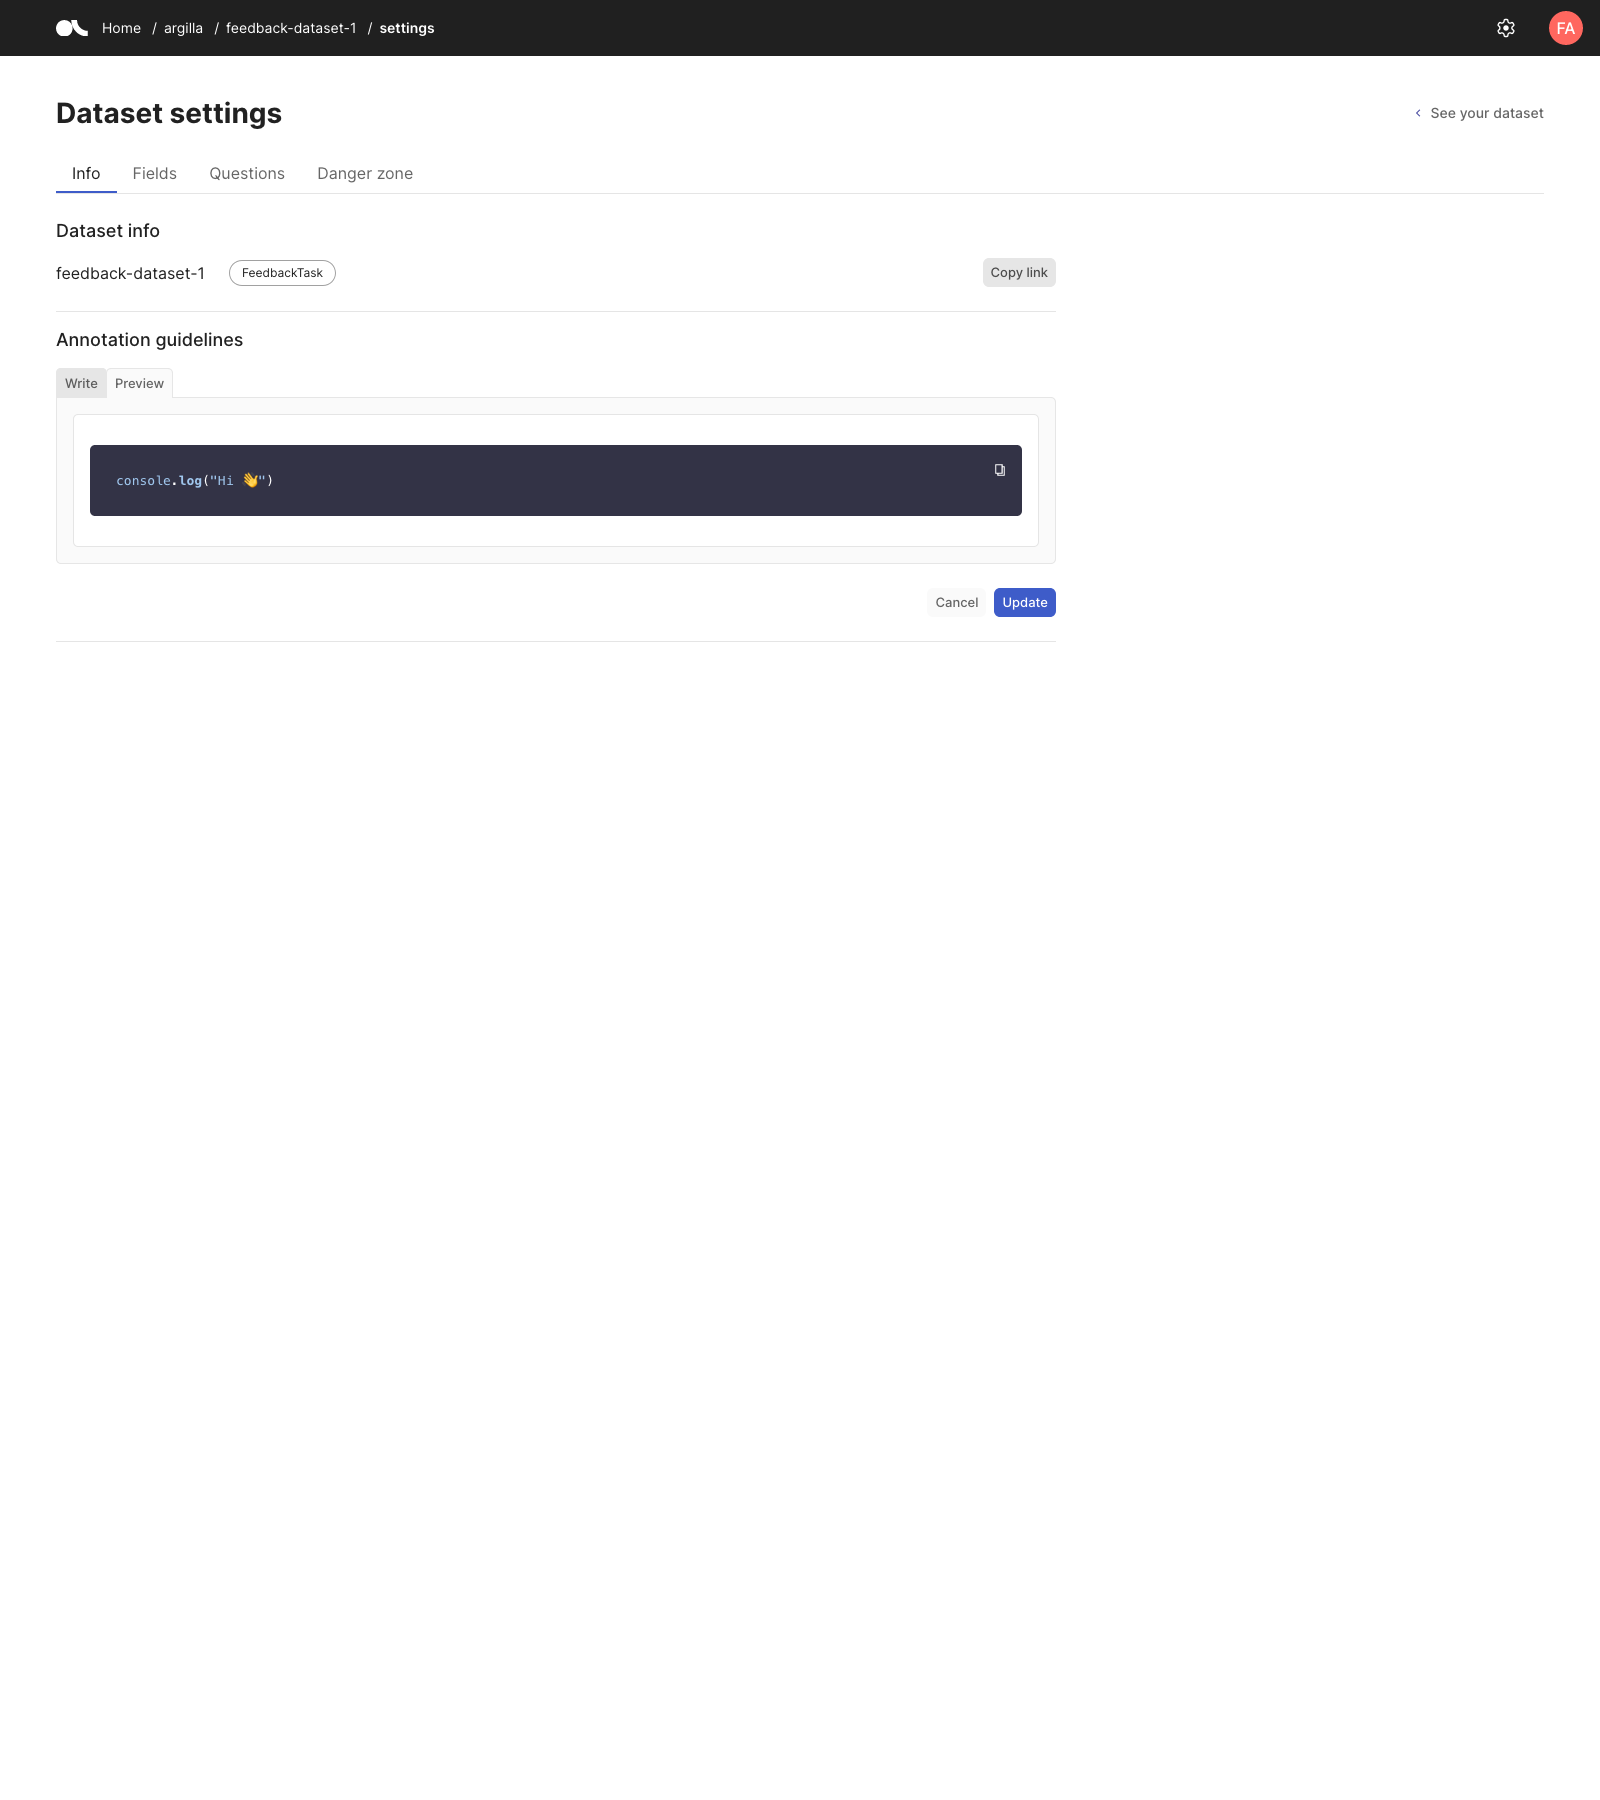 Home / argilla / feedback-dataset-1 / settings
FA
Dataset settings
See your dataset
Info Fields Questions Danger zone
Dataset info
feedback-dataset-1 FeedbackTask Copy link
Annotation guidelines
Write Preview
console.log("Hi 👋")
Cancel Update